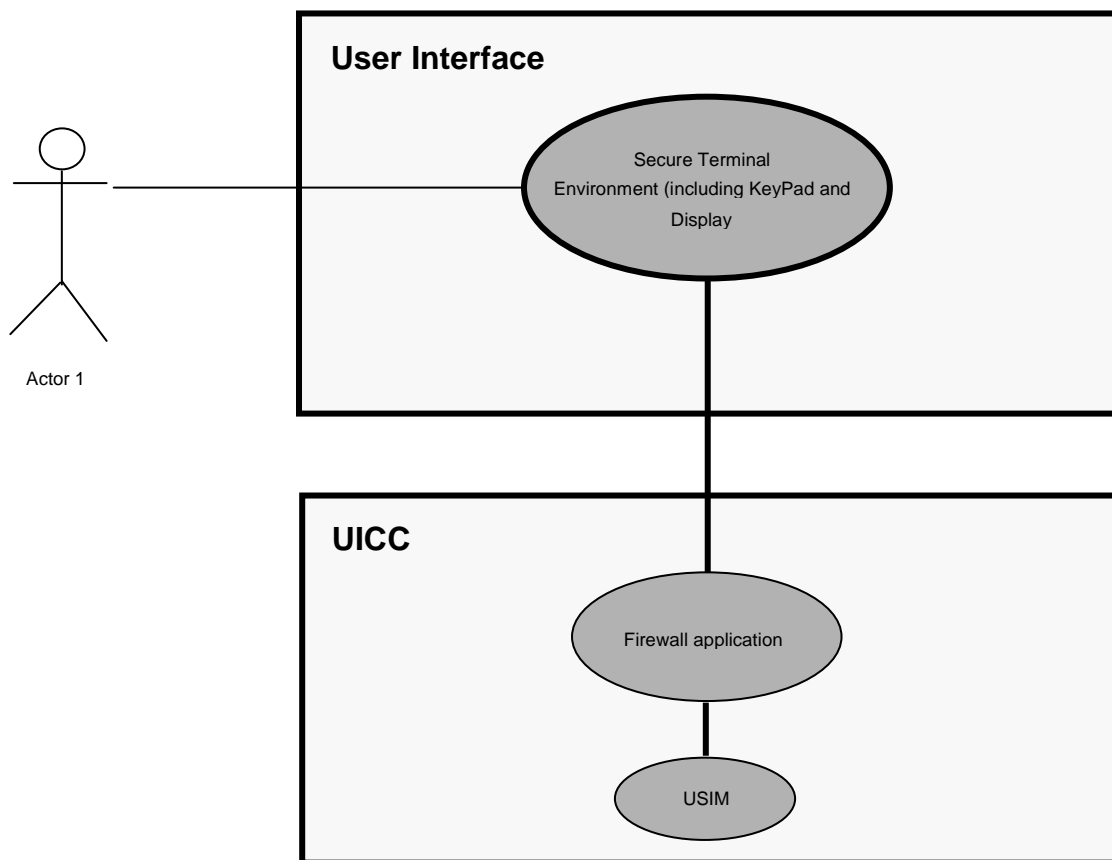 User Interface
Secure Terminal
Environment (including KeyPad and
Display
Actor 1
UICC
Firewall application
USIM